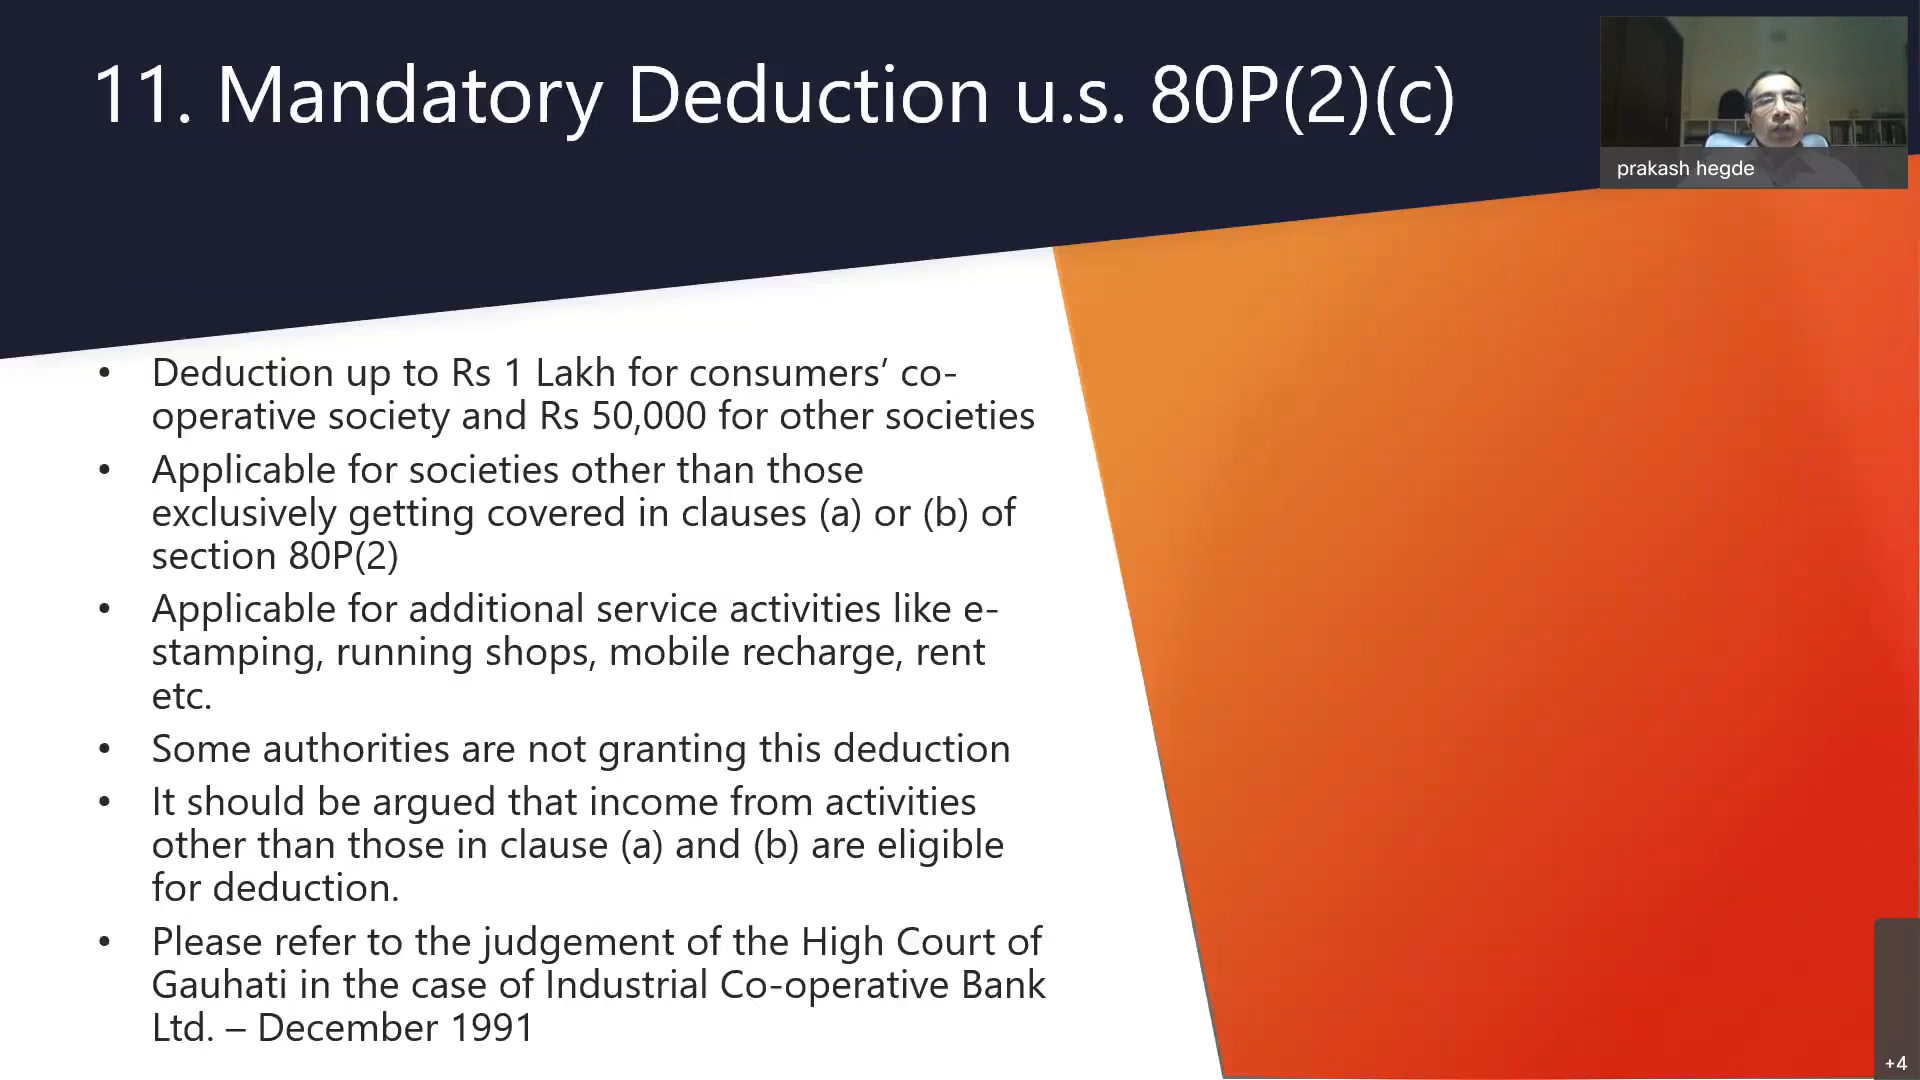 11. Mandatory Deduction u.s. 80P(2)(c)
prakash hegde
• Deduction up to Rs 1 Lakh for consumers’ co-
operative society and Rs 50,000 for other societies
• Applicable for societies other than those
exclusively getting covered in clauses (a) or (b) of
section 80P(2)
• Applicable for additional service activities like e-
stamping, running shops, mobile recharge, rent
etc.
• Some authorities are not granting this deduction
• It should be argued that income from activities
other than those in clause (a) and (b) are eligible
for deduction.
• Please refer to the judgement of the High Court of
Gauhati in the case of Industrial Co-operative Bank
Ltd. – December 1991
+4